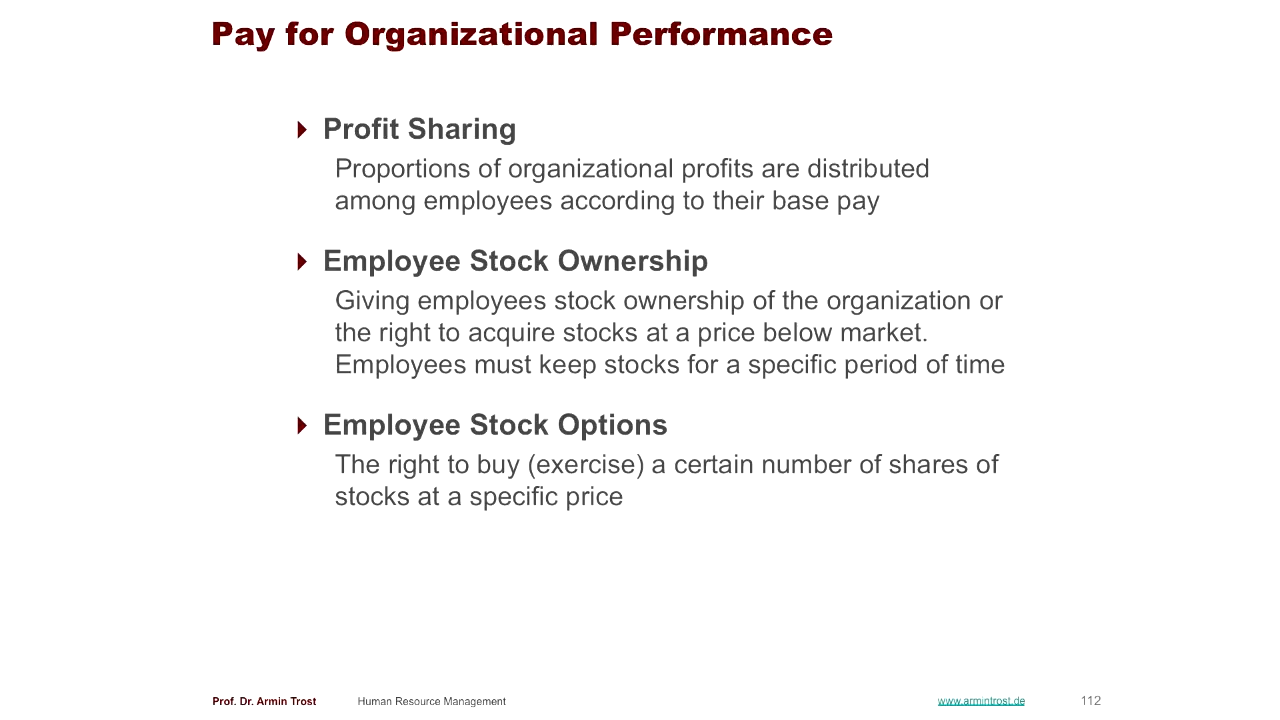 Pay for Organizational Performance
Profit Sharing
Proportions of organizational profits are distributed
among employees according to their base pay
Employee Stock Ownership
Giving employees stock ownership of the organization or
the right to acquire stocks at a price below market.
Employees must keep stocks for a specific period of time
Employee Stock Options
The right to buy (exercise) a certain number of shares of
stocks at a specific price
Prof. Dr. Armin Trost Human Resource Management www.armintrost.de 112